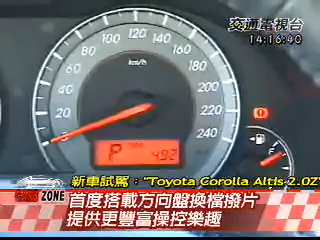 交通電視台
14:16:40
20
40
60
80
100
120
140
160
180
200
220
240
km/h
P 492
新車試駕："Toyota Corolla Altis 2.0Z"
ZONE
首度搭載方向盤換檔撥片
提供更豐富操控樂趣